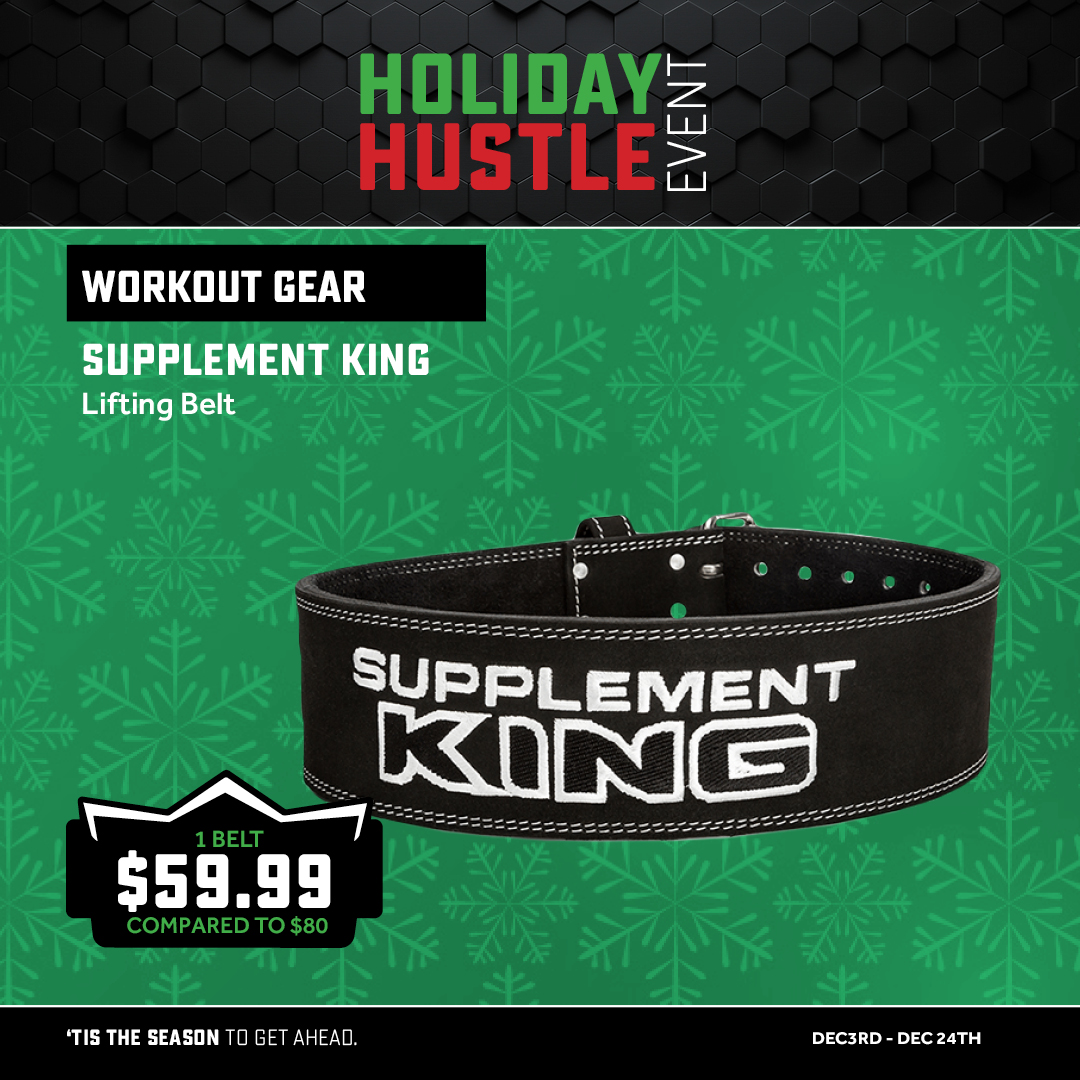 HOLIDAY
HUSTLE
EVENT
WORKOUT GEAR
SUPPLEMENT KING
Lifting Belt
SUPPLEMENT
KING
1 BELT
$59.99
COMPARED TO $80
‘TIS THE SEASON TO GET AHEAD.
DEC3RD - DEC 24TH